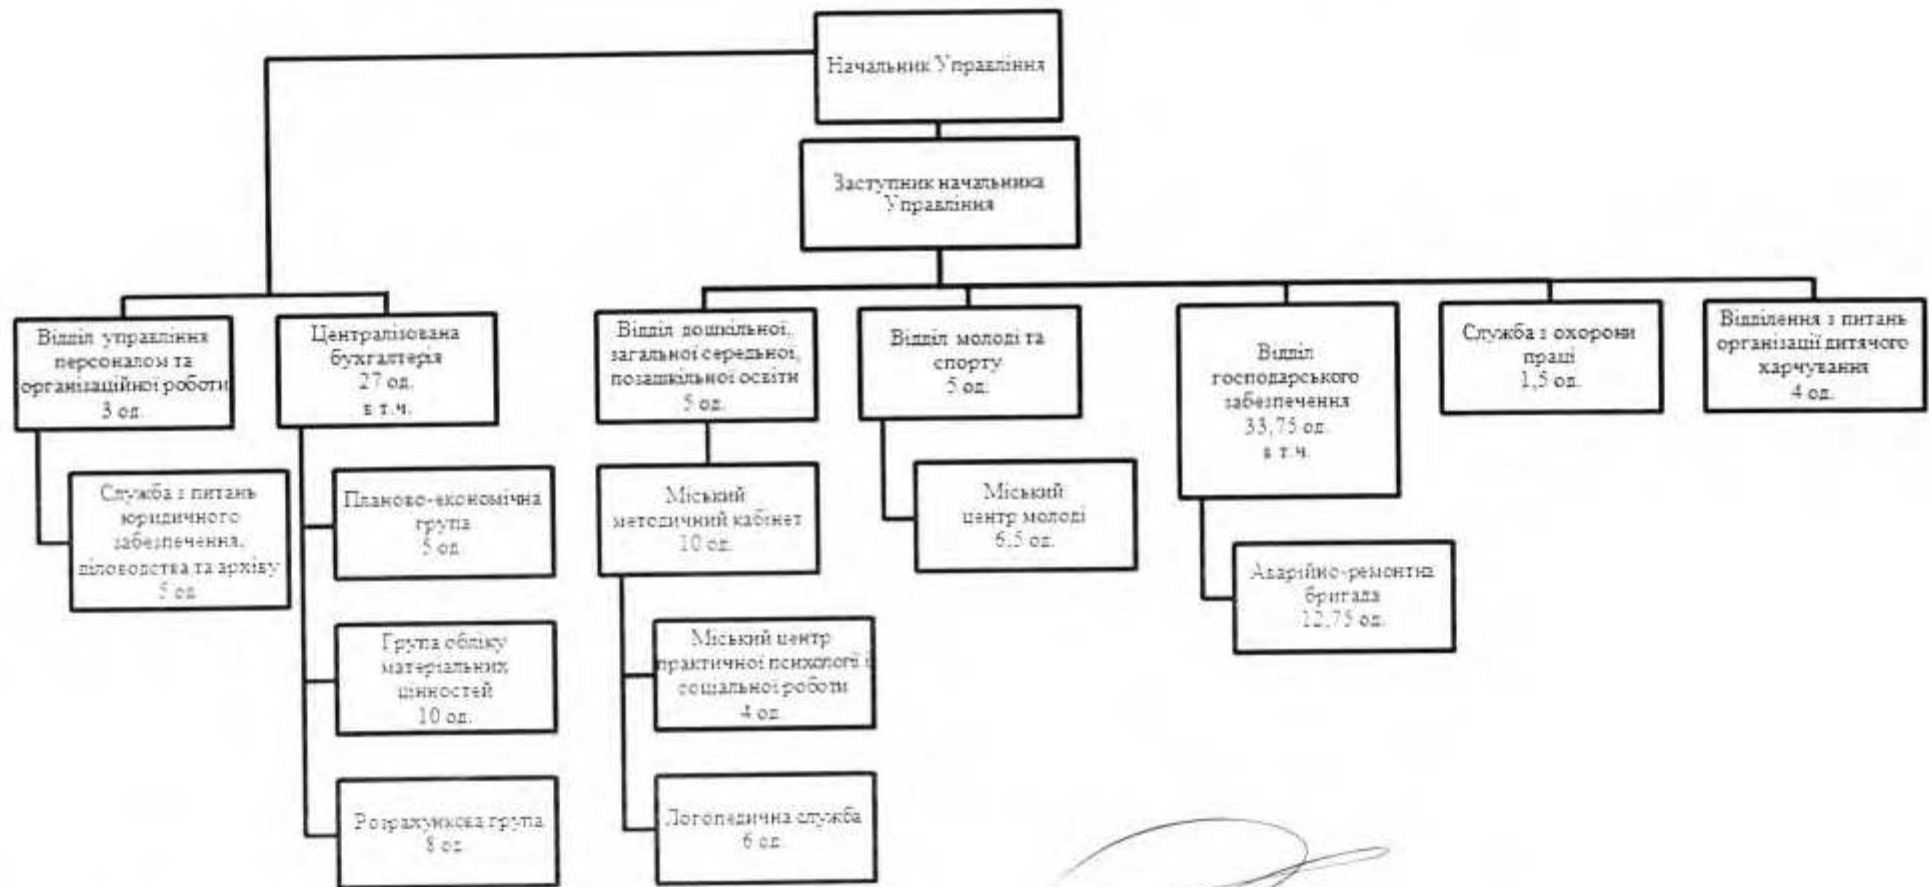 Начальник Управління
Заступник начальника
Управління
Відділ управління
персоналом та
організаційної роботи
3 од.
Централізована
бухгалтерія
27 од.
в т.ч.
Відділ дошкільної,
загальної середньої,
позашкільної освіти
5 од.
Відділ молоді та
спорту
5 од.
Відділ
господарського
забезпечення
33,75 од.
в т.ч.
Служба з охорони
праці
1,5 од.
Відділення з питань
організації дитячого
харчування
4 од.
Служба з питань
юридичного
забезпечення,
діловодства та архіву
5 од.
Планово-економічна
група
5 од.
Міський
методичний кабінет
10 од.
Міський
центр молоді
6,5 од.
Аварійно-ремонтна
бригада
12,75 од.
Група обліку
матеріальних
цінностей
10 од.
Міський центр
практичної психології і
соціальної роботи
4 од.
Розрахункова група
8 од.
Логопедична служба
6 од.